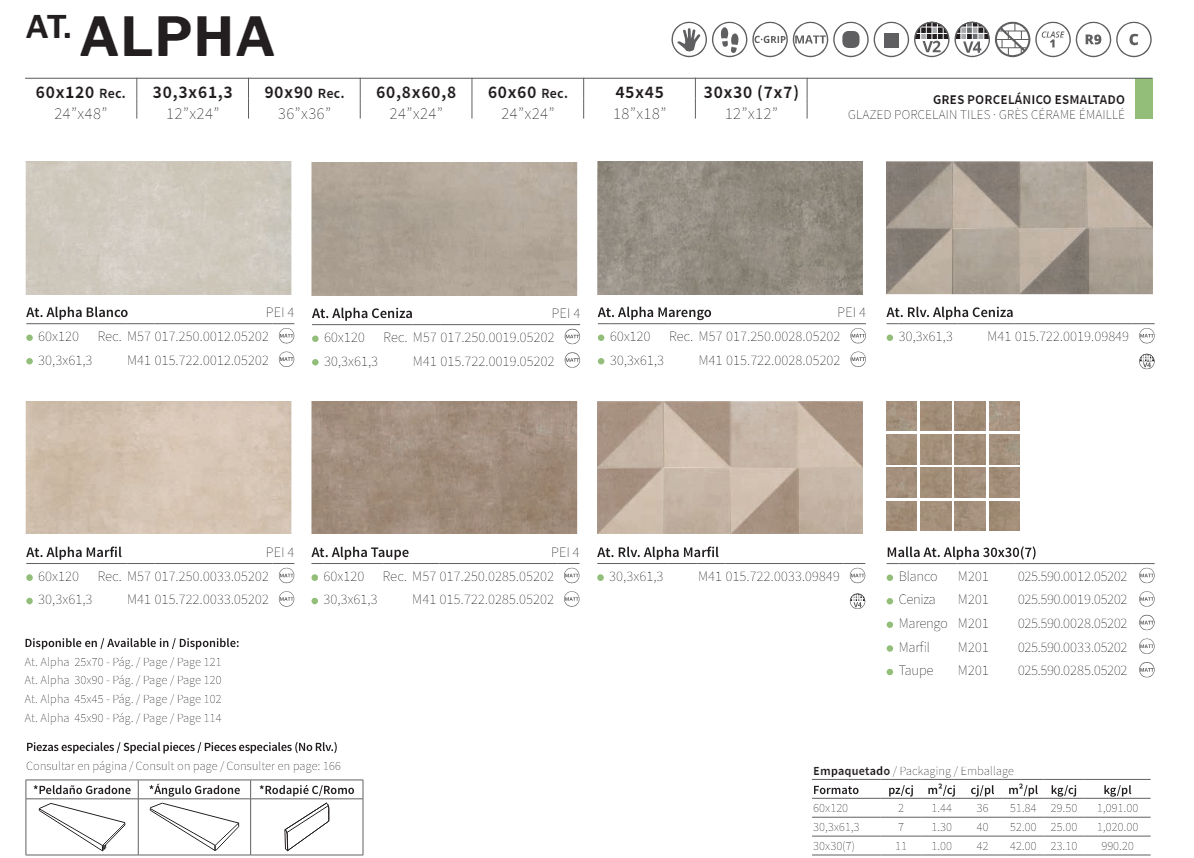 AT. ALPHA
C·GRIP MATT V2 V4 CLASE 1 R9 C
60x120 Rec. 30,3x61,3 90x90 Rec. 60,8x60,8 60x60 Rec. 45x45 30x30 (7x7)
24”x48” 12”x24” 36”x36” 24”x24” 24”x24” 18”x18” 12”x12”
GRES PORCELÁNICO ESMALTADO
GLAZED PORCELAIN TILES · GRÈS CÉRAME ÉMAILLÉ
At. Alpha Blanco PEI 4
60x120 Rec. M57 017.250.0012.05202 MATT
30,3x61,3 M41 015.722.0012.05202 MATT
At. Alpha Ceniza PEI 4
60x120 Rec. M57 017.250.0019.05202 MATT
30,3x61,3 M41 015.722.0019.05202 MATT
At. Alpha Marengo PEI 4
60x120 Rec. M57 017.250.0028.05202 MATT
30,3x61,3 M41 015.722.0028.05202 MATT
At. Rlv. Alpha Ceniza
30,3x61,3 M41 015.722.0019.09849 MATT
V4
At. Alpha Marfil PEI 4
60x120 Rec. M57 017.250.0033.05202 MATT
30,3x61,3 M41 015.722.0033.05202 MATT
At. Alpha Taupe PEI 4
60x120 Rec. M57 017.250.0285.05202 MATT
30,3x61,3 M41 015.722.0285.05202 MATT
At. Rlv. Alpha Marfil
30,3x61,3 M41 015.722.0033.09849 MATT
V4
Malla At. Alpha 30x30(7)
Blanco M201 025.590.0012.05202 MATT
Ceniza M201 025.590.0019.05202 MATT
Marengo M201 025.590.0028.05202 MATT
Marfil M201 025.590.0033.05202 MATT
Taupe M201 025.590.0285.05202 MATT
Disponible en / Available in / Disponible:
At. Alpha 25x70 - Pág. / Page / Page 121
At. Alpha 30x90 - Pág. / Page / Page 120
At. Alpha 45x45 - Pág. / Page / Page 102
At. Alpha 45x90 - Pág. / Page / Page 114
Piezas especiales / Special pieces / Pieces especiales (No Rlv.)
Consultar en página / Consult on page / Consulter en page: 166
*Peldaño Gradone *Ángulo Gradone *Rodapié C/Romo
Empaquetado / Packaging / Emballage
Formato pz/cj m²/cj cj/pl m²/pl kg/cj kg/pl
60x120 2 1.44 36 51.84 29.50 1,091.00
30,3x61,3 7 1.30 40 52.00 25.00 1,020.00
30x30(7) 11 1.00 42 42.00 23.10 990.20